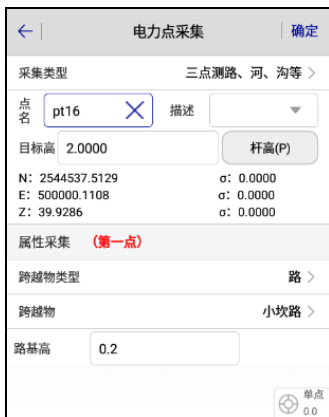 ← 电力点采集 确定
采集类型 三点测路、河、沟等 >
点名 pt16 描述
目标高 2.0000 杆高(P)
N: 2544537.5129 σ: 0.0000
E: 500000.1108 σ: 0.0000
Z: 39.9286 σ: 0.0000
属性采集 (第一点)
跨越物类型 路 >
跨越物 小坎路 >
路基高 0.2
单点
0.0